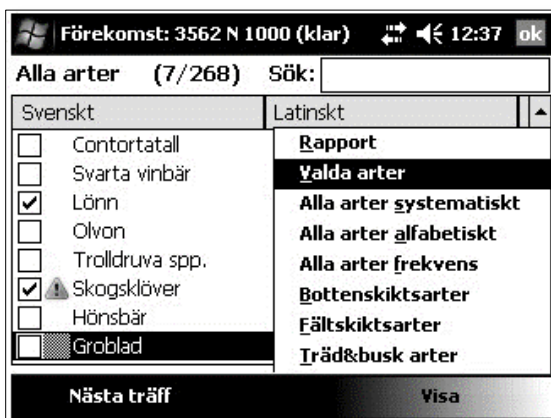 Förekomst: 3562 N 1000 (klar) 12:37 ok
Alla arter (7/268) Sök:
Svenskt Latinskt
Contortatall
Svarta vinbär
Lönn
Olvon
Trolldruva spp.
Skogsklöver
Hönsbär
Groblad
Rapport
Valda arter
Alla arter systematiskt
Alla arter alfabetiskt
Alla arter frekvens
Bottenskiktsarter
Fältskiktsarter
Träd&busk arter
Nästa träff Visa